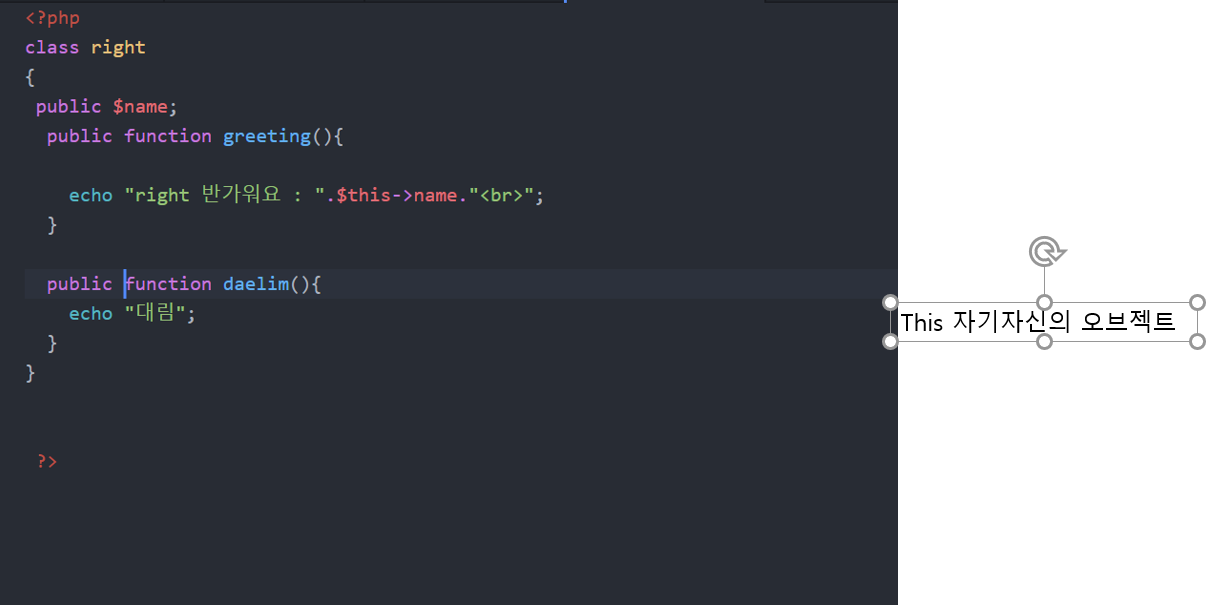 <?php
class right
{
public $name;
public function greeting(){
echo "right 반가워요 : ".$this->name."<br>";
}
public function daelim(){
echo "대림";
}
}
?>
This 자기자신의 오브젝트